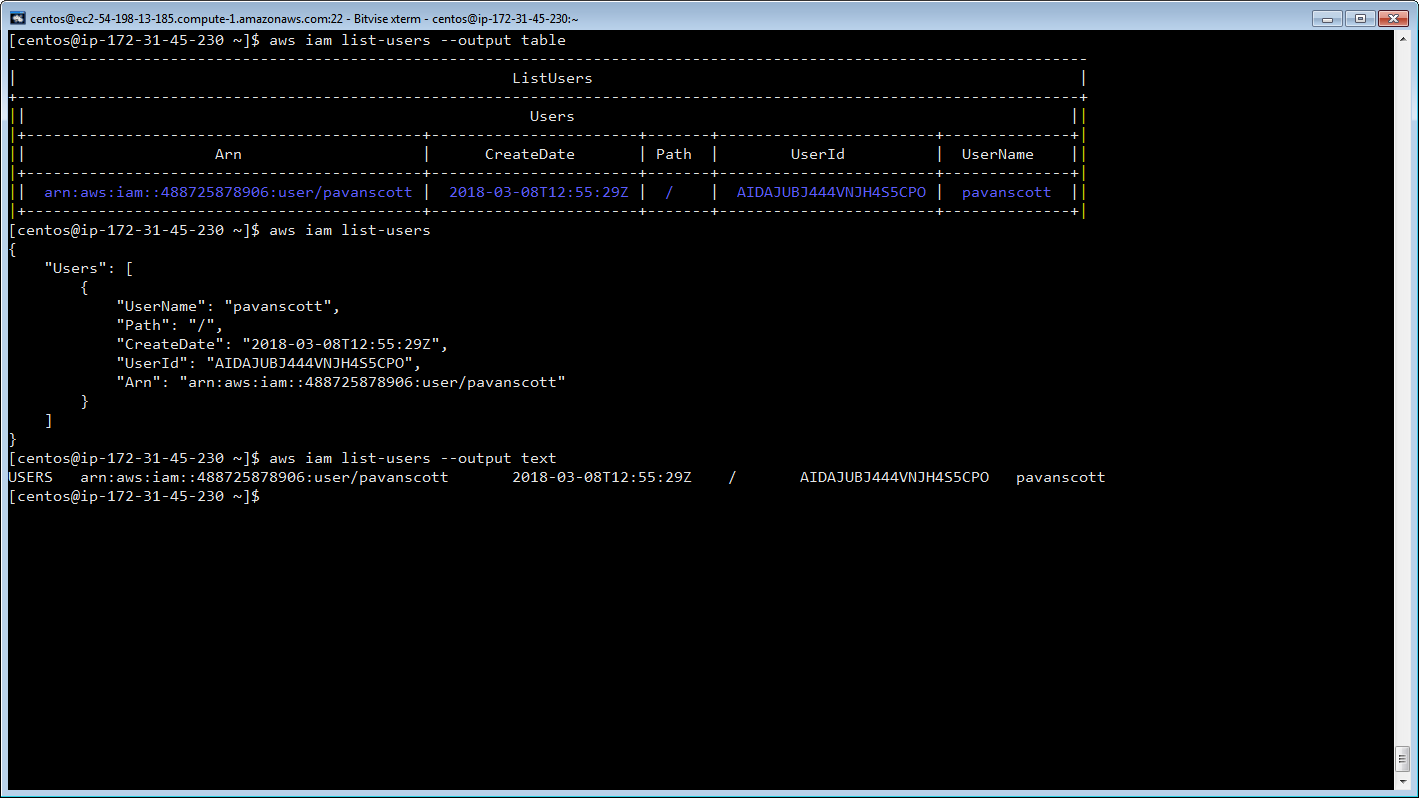 centos@ec2-54-198-13-185.compute-1.amazonaws.com:22 - Bitvise xterm - centos@ip-172-31-45-230:~
[centos@ip-172-31-45-230 ~]$ aws iam list-users --output table
------------------------------------------------------------------------------------------------------------------------
|                                                       ListUsers                                                      |
+----------------------------------------------------------------------------------------------------------------------+
||                                                        Users                                                       ||
|+--------------------------------------------+-----------------------+-------+------------------------+--------------+|
||                     Arn                    |      CreateDate       | Path  |        UserId          |  UserName    ||
|+--------------------------------------------+-----------------------+-------+------------------------+--------------+|
||  arn:aws:iam::488725878906:user/pavanscott |  2018-03-08T12:55:29Z |  /    |  AIDAJUBJ444VNJH4S5CPO |  pavanscott  ||
|+--------------------------------------------+-----------------------+-------+------------------------+--------------+|
[centos@ip-172-31-45-230 ~]$ aws iam list-users
{
    "Users": [
        {
            "UserName": "pavanscott",
            "Path": "/",
            "CreateDate": "2018-03-08T12:55:29Z",
            "UserId": "AIDAJUBJ444VNJH4S5CPO",
            "Arn": "arn:aws:iam::488725878906:user/pavanscott"
        }
    ]
}
[centos@ip-172-31-45-230 ~]$ aws iam list-users --output text
USERS   arn:aws:iam::488725878906:user/pavanscott       2018-03-08T12:55:29Z    /       AIDAJUBJ444VNJH4S5CPO   pavanscott
[centos@ip-172-31-45-230 ~]$